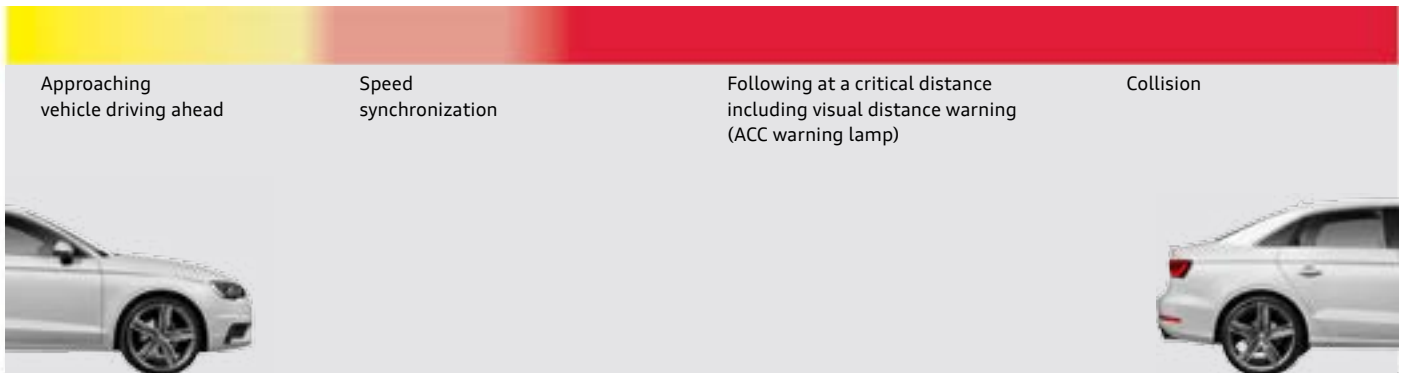 Approaching
vehicle driving ahead
Speed
synchronization
Following at a critical distance
including visual distance warning
(ACC warning lamp)
Collision